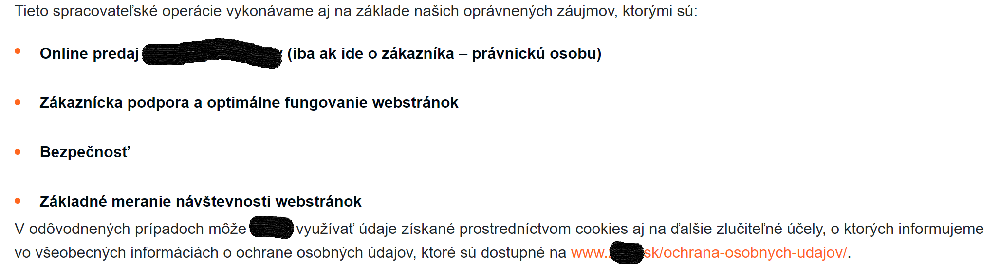 Tieto spracovateľské operácie vykonávame aj na základe našich oprávnených záujmov, ktorými sú:
Online predaj (iba ak ide o zákazníka – právnickú osobu)
Zákaznícka podpora a optimálne fungovanie webstránok
Bezpečnosť
Základné meranie návštevnosti webstránok
V odôvodnených prípadoch môže využívať údaje získané prostredníctvom cookies aj na ďalšie zlučiteľné účely, o ktorých informujeme
vo všeobecných informáciách o ochrane osobných údajov, ktoré sú dostupné na www. sk/ochrana-osobnych-udajov/.